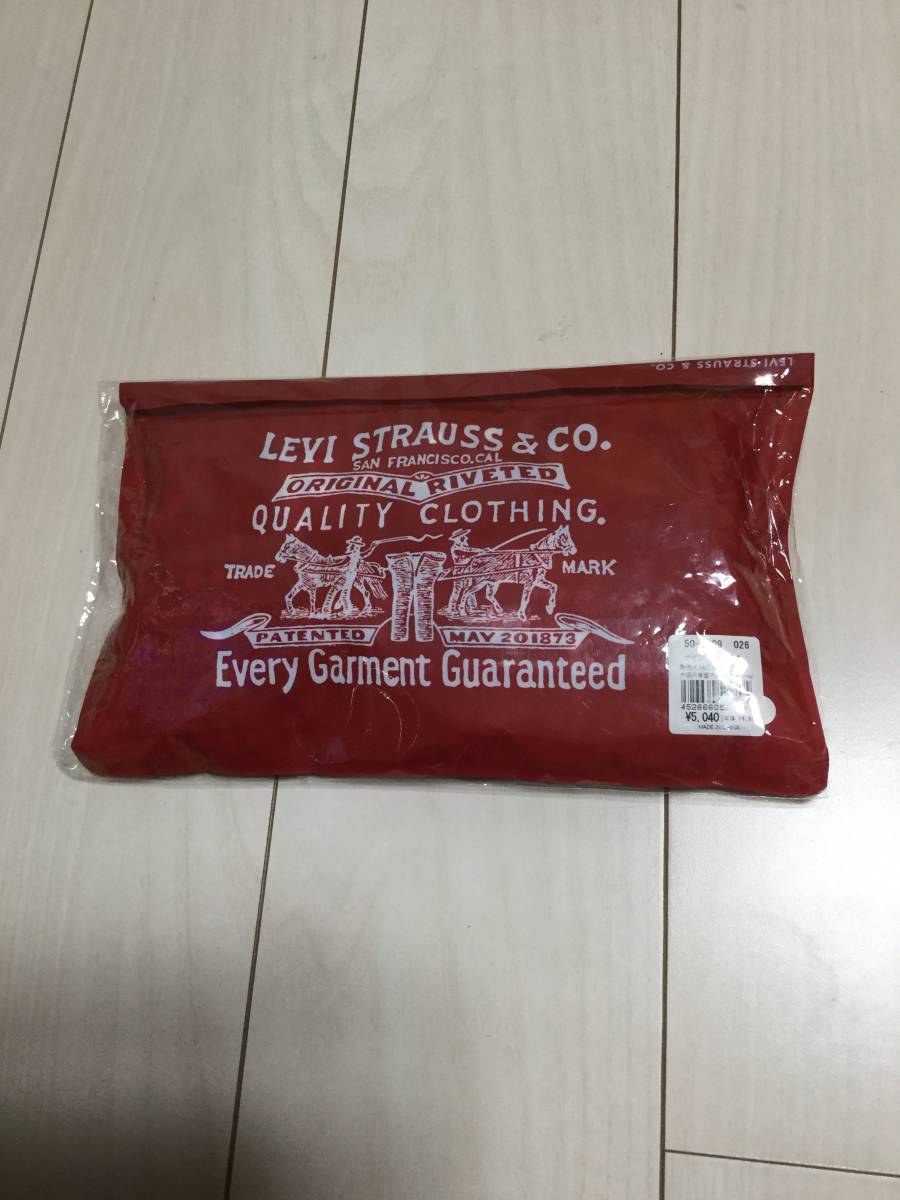 LEVI STRAUSS & CO.
LEVI STRAUSS & CO.
SAN FRANCISCO, CAL
ORIGINAL RIVETED
QUALITY CLOTHING.
TRADE MARK
PATENTED MAY 20 1873
Every Garment Guaranteed
026
¥5,040